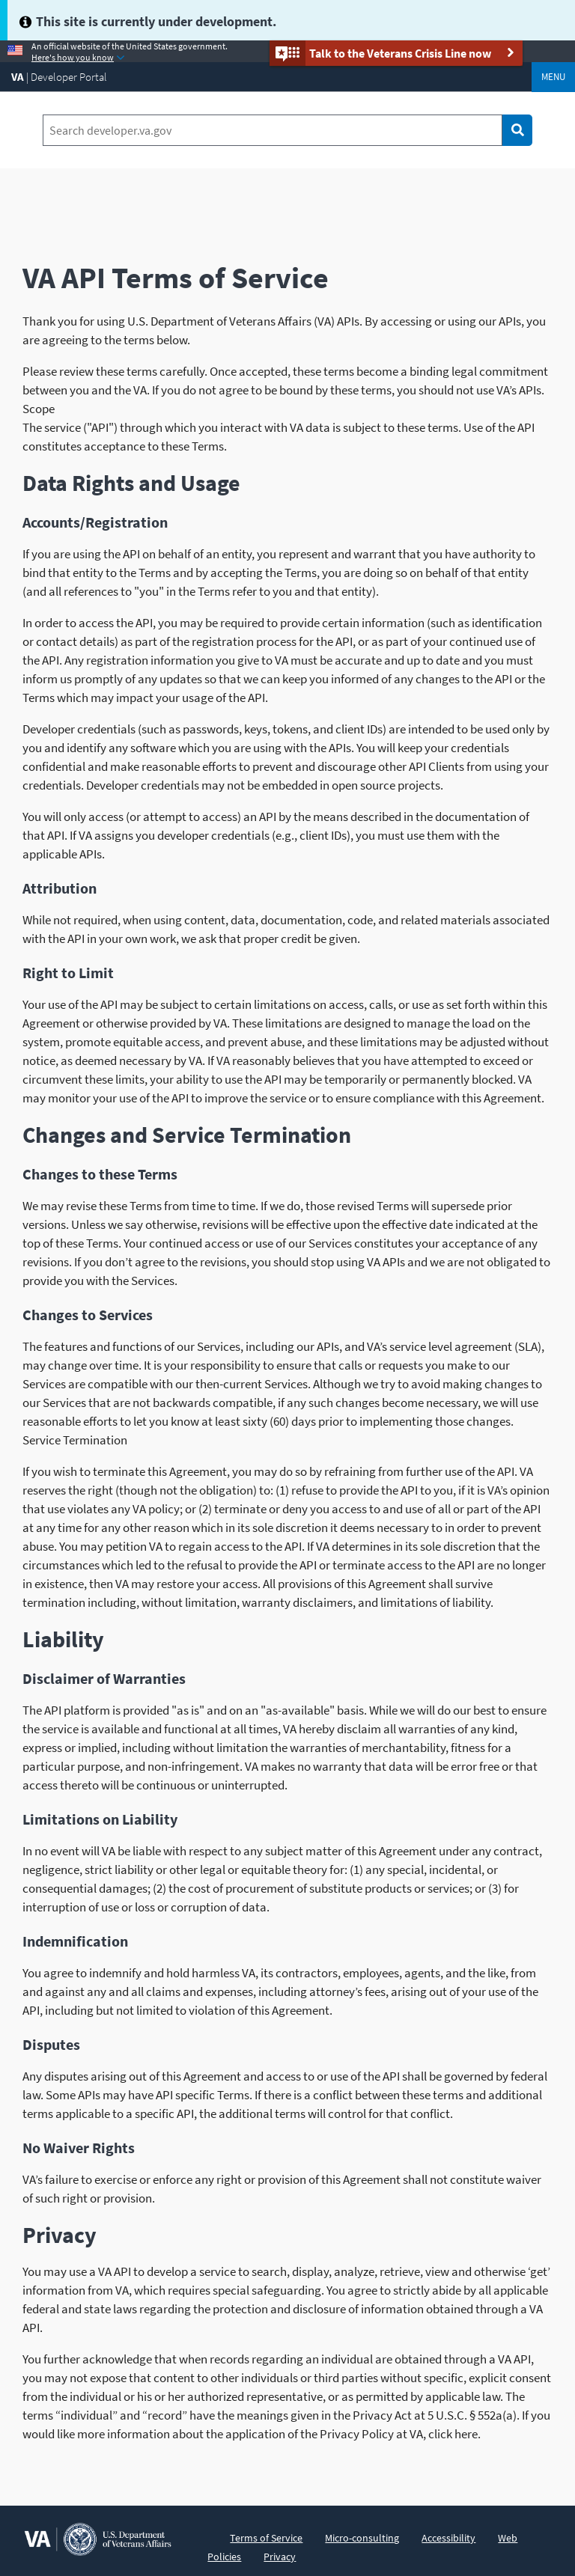 This site is currently under development.
An official website of the United States government.
Here's how you know
Talk to the Veterans Crisis Line now
VA | Developer Portal
MENU
Search developer.va.gov
VA API Terms of Service
Thank you for using U.S. Department of Veterans Affairs (VA) APIs. By accessing or using our APIs, you
are agreeing to the terms below.
Please review these terms carefully. Once accepted, these terms become a binding legal commitment
between you and the VA. If you do not agree to be bound by these terms, you should not use VA’s APIs.
Scope
The service ("API") through which you interact with VA data is subject to these terms. Use of the API
constitutes acceptance to these Terms.
Data Rights and Usage
Accounts/Registration
If you are using the API on behalf of an entity, you represent and warrant that you have authority to
bind that entity to the Terms and by accepting the Terms, you are doing so on behalf of that entity
(and all references to "you" in the Terms refer to you and that entity).
In order to access the API, you may be required to provide certain information (such as identification
or contact details) as part of the registration process for the API, or as part of your continued use of
the API. Any registration information you give to VA must be accurate and up to date and you must
inform us promptly of any updates so that we can keep you informed of any changes to the API or the
Terms which may impact your usage of the API.
Developer credentials (such as passwords, keys, tokens, and client IDs) are intended to be used only by
you and identify any software which you are using with the APIs. You will keep your credentials
confidential and make reasonable efforts to prevent and discourage other API Clients from using your
credentials. Developer credentials may not be embedded in open source projects.
You will only access (or attempt to access) an API by the means described in the documentation of
that API. If VA assigns you developer credentials (e.g., client IDs), you must use them with the
applicable APIs.
Attribution
While not required, when using content, data, documentation, code, and related materials associated
with the API in your own work, we ask that proper credit be given.
Right to Limit
Your use of the API may be subject to certain limitations on access, calls, or use as set forth within this
Agreement or otherwise provided by VA. These limitations are designed to manage the load on the
system, promote equitable access, and prevent abuse, and these limitations may be adjusted without
notice, as deemed necessary by VA. If VA reasonably believes that you have attempted to exceed or
circumvent these limits, your ability to use the API may be temporarily or permanently blocked. VA
may monitor your use of the API to improve the service or to ensure compliance with this Agreement.
Changes and Service Termination
Changes to these Terms
We may revise these Terms from time to time. If we do, those revised Terms will supersede prior
versions. Unless we say otherwise, revisions will be effective upon the effective date indicated at the
top of these Terms. Your continued access or use of our Services constitutes your acceptance of any
revisions. If you don’t agree to the revisions, you should stop using VA APIs and we are not obligated to
provide you with the Services.
Changes to Services
The features and functions of our Services, including our APIs, and VA’s service level agreement (SLA),
may change over time. It is your responsibility to ensure that calls or requests you make to our
Services are compatible with our then-current Services. Although we try to avoid making changes to
our Services that are not backwards compatible, if any such changes become necessary, we will use
reasonable efforts to let you know at least sixty (60) days prior to implementing those changes.
Service Termination
If you wish to terminate this Agreement, you may do so by refraining from further use of the API. VA
reserves the right (though not the obligation) to: (1) refuse to provide the API to you, if it is VA’s opinion
that use violates any VA policy; or (2) terminate or deny you access to and use of all or part of the API
at any time for any other reason which in its sole discretion it deems necessary to in order to prevent
abuse. You may petition VA to regain access to the API. If VA determines in its sole discretion that the
circumstances which led to the refusal to provide the API or terminate access to the API are no longer
in existence, then VA may restore your access. All provisions of this Agreement shall survive
termination including, without limitation, warranty disclaimers, and limitations of liability.
Liability
Disclaimer of Warranties
The API platform is provided "as is" and on an "as-available" basis. While we will do our best to ensure
the service is available and functional at all times, VA hereby disclaim all warranties of any kind,
express or implied, including without limitation the warranties of merchantability, fitness for a
particular purpose, and non-infringement. VA makes no warranty that data will be error free or that
access thereto will be continuous or uninterrupted.
Limitations on Liability
In no event will VA be liable with respect to any subject matter of this Agreement under any contract,
negligence, strict liability or other legal or equitable theory for: (1) any special, incidental, or
consequential damages; (2) the cost of procurement of substitute products or services; or (3) for
interruption of use or loss or corruption of data.
Indemnification
You agree to indemnify and hold harmless VA, its contractors, employees, agents, and the like, from
and against any and all claims and expenses, including attorney’s fees, arising out of your use of the
API, including but not limited to violation of this Agreement.
Disputes
Any disputes arising out of this Agreement and access to or use of the API shall be governed by federal
law. Some APIs may have API specific Terms. If there is a conflict between these terms and additional
terms applicable to a specific API, the additional terms will control for that conflict.
No Waiver Rights
VA’s failure to exercise or enforce any right or provision of this Agreement shall not constitute waiver
of such right or provision.
Privacy
You may use a VA API to develop a service to search, display, analyze, retrieve, view and otherwise ‘get’
information from VA, which requires special safeguarding. You agree to strictly abide by all applicable
federal and state laws regarding the protection and disclosure of information obtained through a VA
API.
You further acknowledge that when records regarding an individual are obtained through a VA API,
you may not expose that content to other individuals or third parties without specific, explicit consent
from the individual or his or her authorized representative, or as permitted by applicable law. The
terms “individual” and “record” have the meanings given in the Privacy Act at 5 U.S.C. § 552a(a). If you
would like more information about the application of the Privacy Policy at VA, click here.
VA
U.S. Department
of Veterans Affairs
Terms of Service Micro-consulting Accessibility Web
Policies Privacy